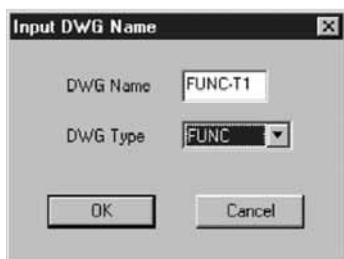 Input DWG Name
DWG Name FUNC-T1
DWG Type FUNC
OK Cancel